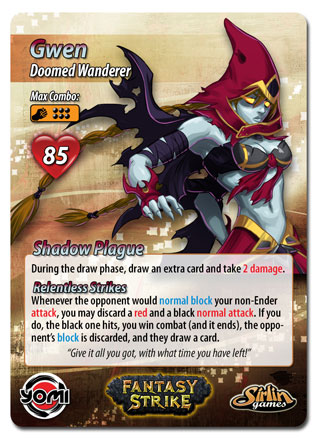 Gwen
Doomed Wanderer
Max Combo:
85
Shadow Plague
During the draw phase, draw an extra card and take 2 damage.
Relentless Strikes
Whenever the opponent would normal block your non-Ender
attack, you may discard a red and a black normal attack. If you
do, the black one hits, you win combat (and it ends), the oppo-
nent's block is discarded, and they draw a card.
"Give it all you got, with what time you have left!"
YOMI
FANTASY
STRIKE
Sirlin
games